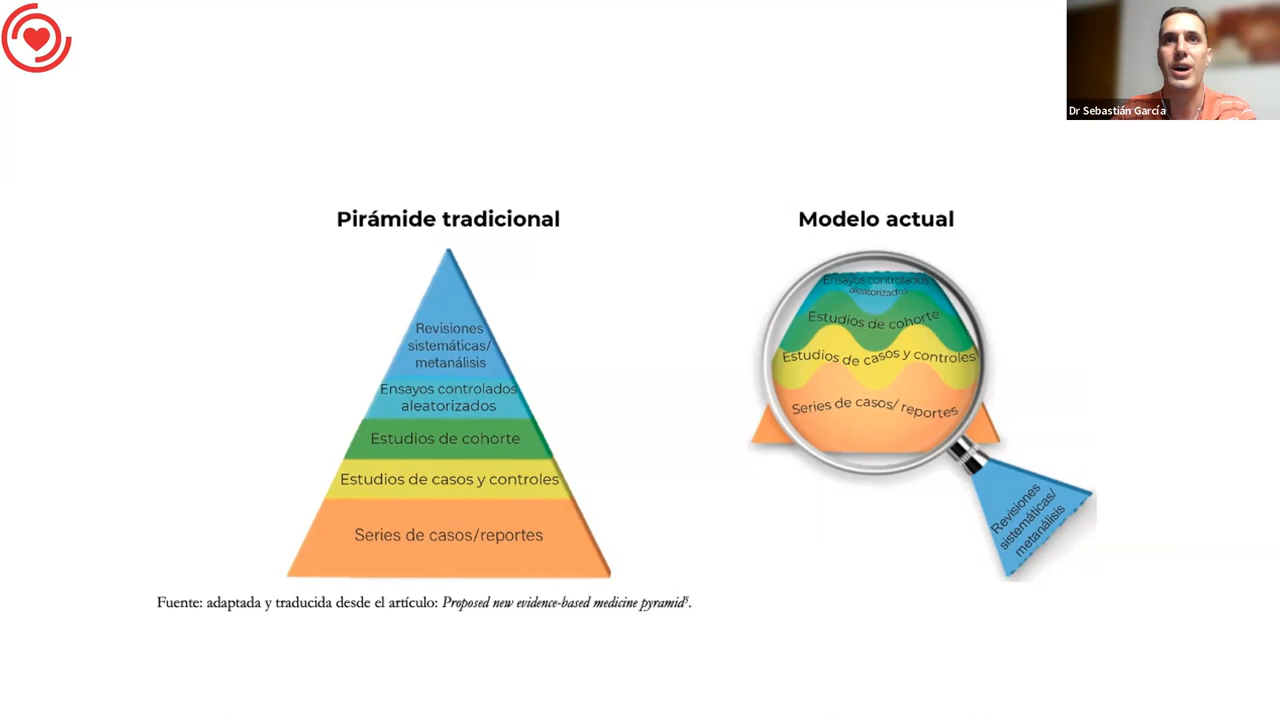 Dr Sebastián García
Pirámide tradicional
Revisiones
sistemáticas/
metanálisis
Ensayos controlados
aleatorizados
Estudios de cohorte
Estudios de casos y controles
Series de casos/reportes
Modelo actual
Ensayos controlados
aleatorizados
Estudios de cohorte
Estudios de casos y controles
Series de casos/ reportes
Revisiones
sistemáticas/
metanálisis
Fuente: adaptada y traducida desde el artículo: Proposed new evidence-based medicine pyramid⁵.